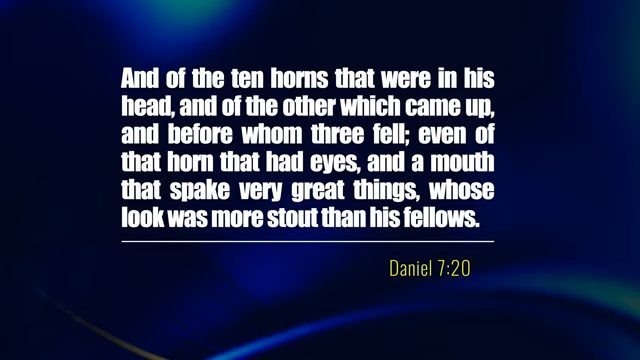 And of the ten horns that were in his
head, and of the other which came up,
and before whom three fell; even of
that horn that had eyes, and a mouth
that spake very great things, whose
look was more stout than his fellows.
Daniel 7:20